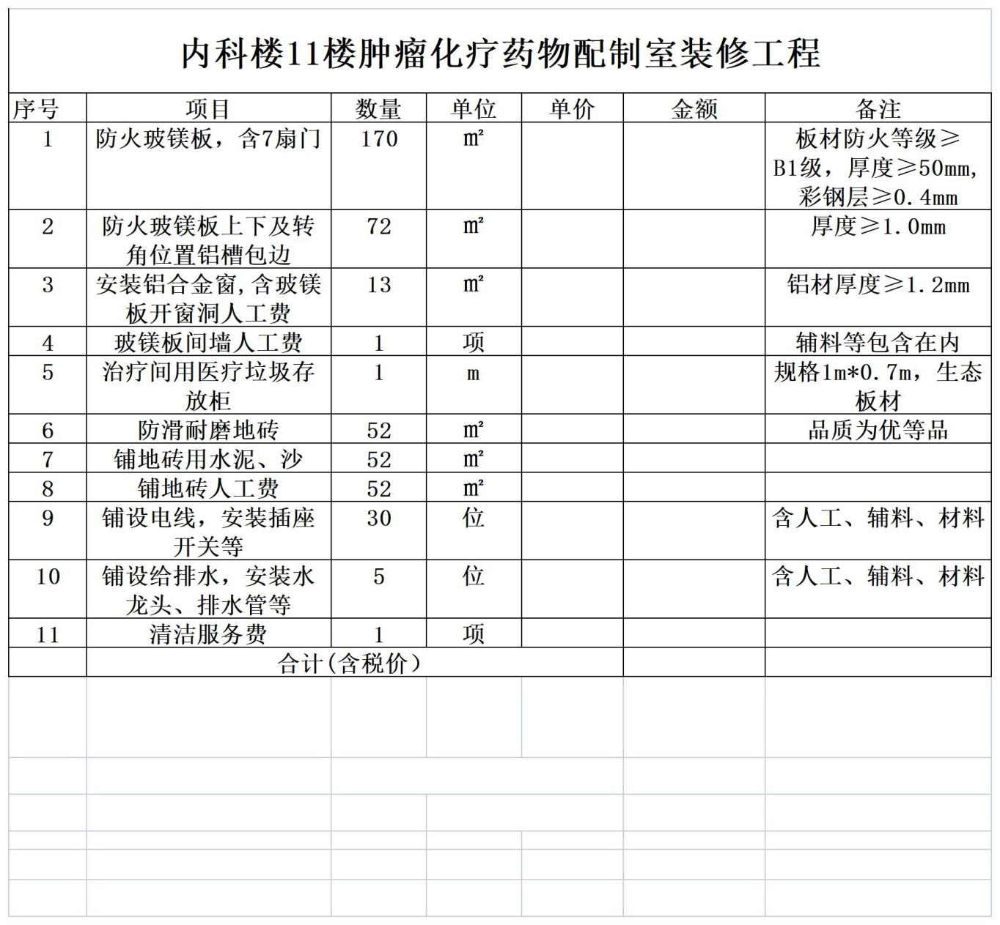 内科楼11楼肿瘤化疗药物配制室装修工程
序号 项目 数量 单位 单价 金额 备注
1 防火玻镁板，含7扇门 170 ㎡ 板材防火等级≥
B1级，厚度≥50mm,
彩钢层≥0.4mm
2 防火玻镁板上下及转 72 ㎡ 厚度≥1.0mm
角位置铝槽包边
3 安装铝合金窗,含玻镁 13 ㎡ 铝材厚度≥1.2mm
板开窗洞人工费
4 玻镁板间墙人工费 1 项 辅料等包含在内
5 治疗间用医疗垃圾存 1 m 规格1m*0.7m，生态
放柜 板材
6 防滑耐磨地砖 52 ㎡ 品质为优等品
7 铺地砖用水泥、沙 52 ㎡
8 铺地砖人工费 52 ㎡
9 铺设电线，安装插座 30 位 含人工、辅料、材料
开关等
10 铺设给排水，安装水 5 位 含人工、辅料、材料
龙头、排水管等
11 清洁服务费 1 项
合计(含税价）